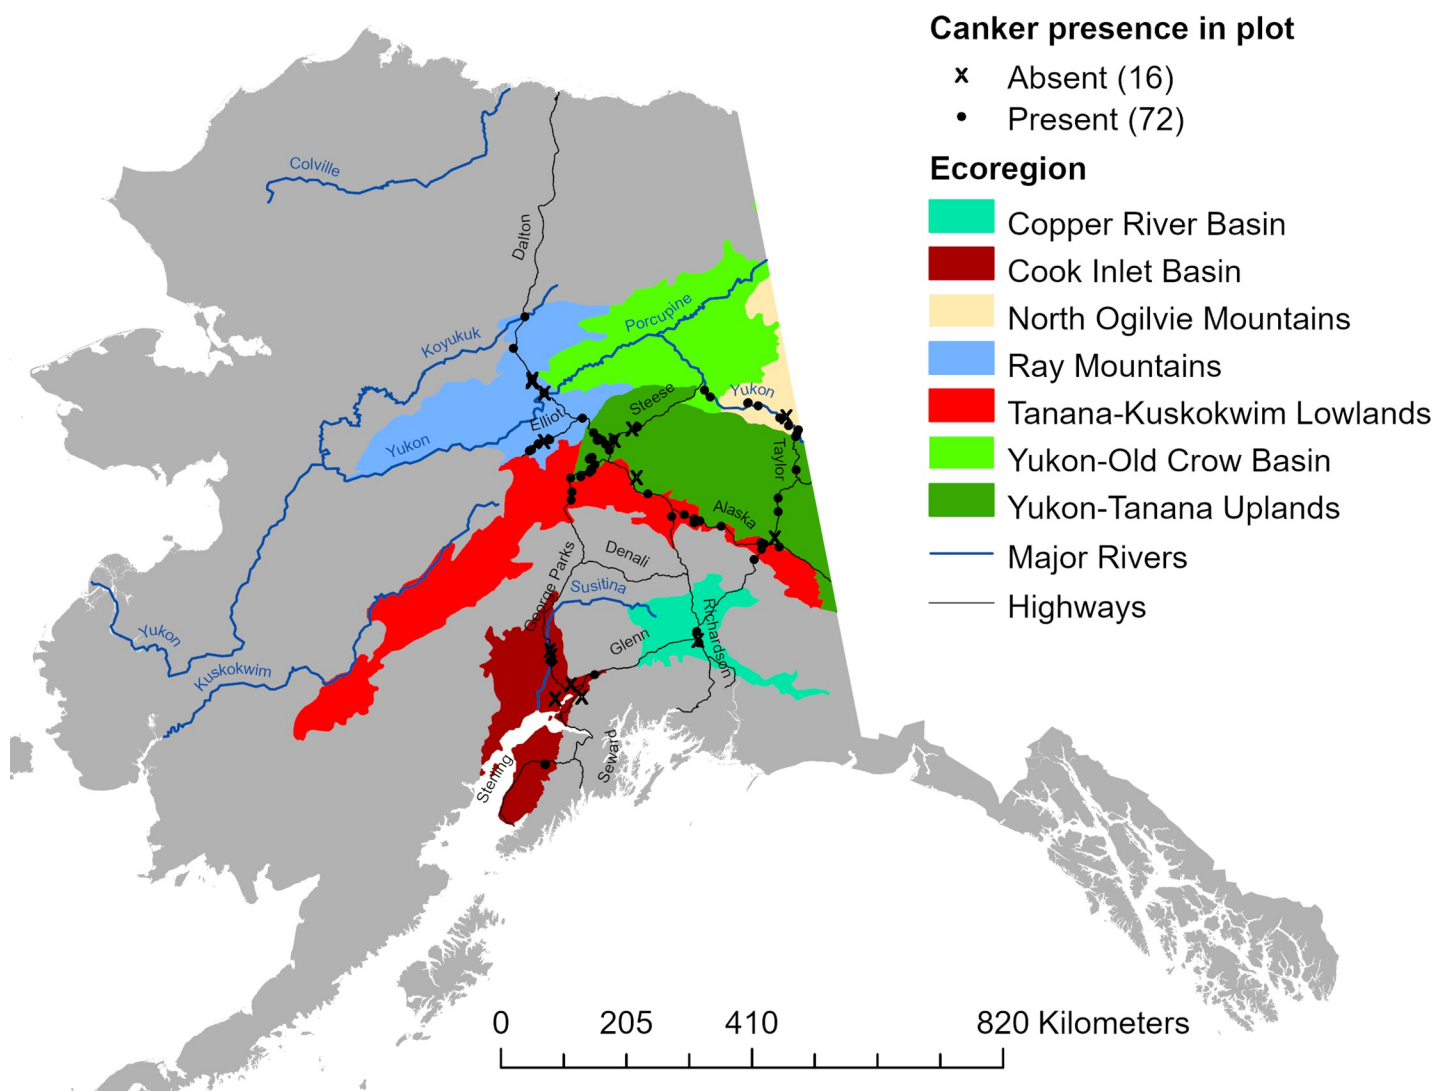 Canker presence in plot
x Absent (16)
Present (72)
Ecoregion
Copper River Basin
Cook Inlet Basin
North Ogilvie Mountains
Ray Mountains
Tanana-Kuskokwim Lowlands
Yukon-Old Crow Basin
Yukon-Tanana Uplands
Major Rivers
Highways
Colville
Dalton
Koyukuk
Porcupine
Yukon
Steese
Elliot
Yukon
Taylor
Alaska
George Parks
Denali
Susitina
Richardson
Glenn
Yukon
Kuskokwim
Sterling
Seward
0 205 410 820 Kilometers